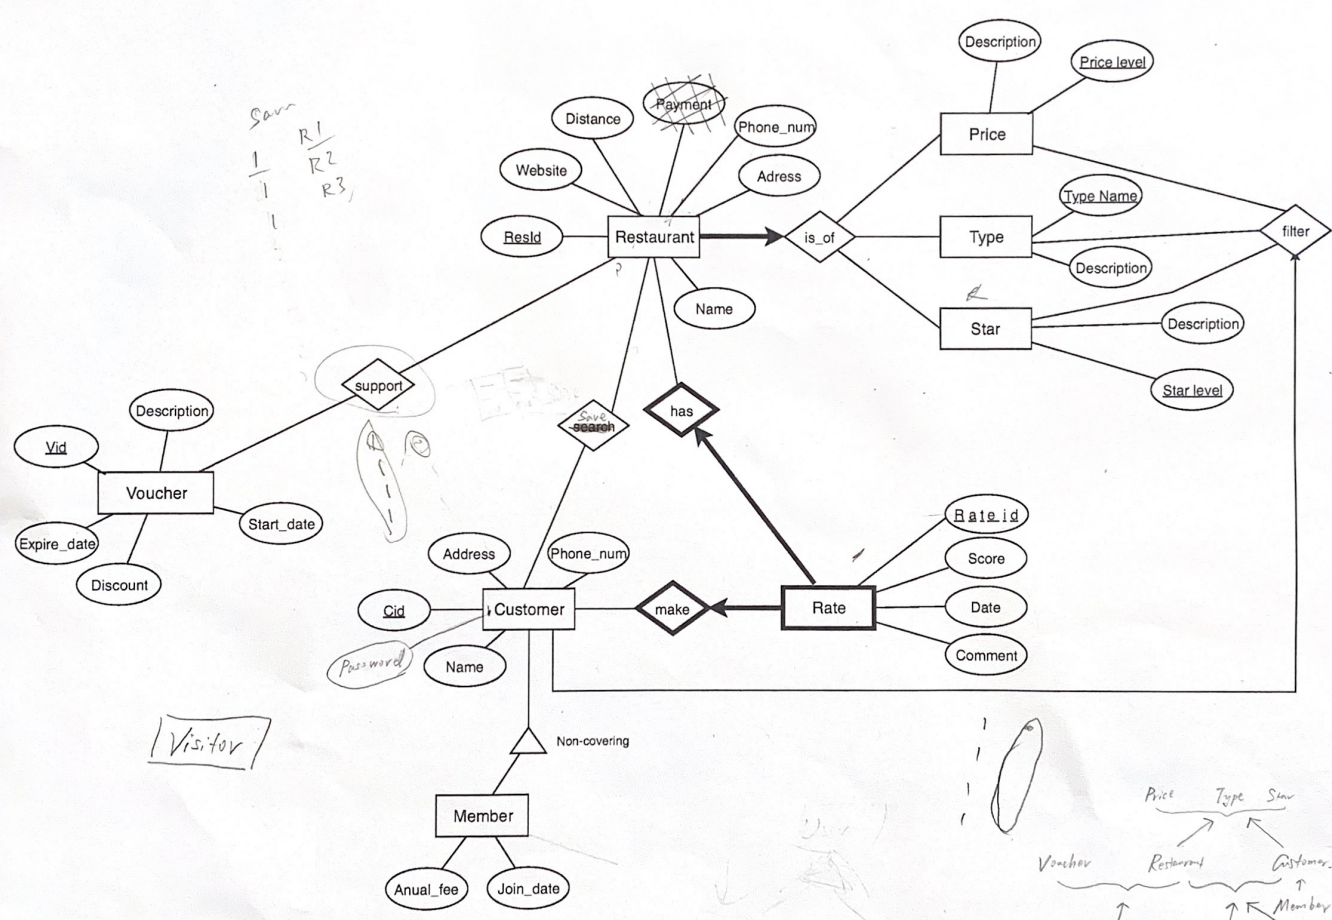 Description
Price level
Payment
Distance
Phone_num
Price
Website
Adress
Type Name
ResId
Restaurant
is_of
Type
filter
Description
Name
Star
Description
support
Star level
has
Save
search
Description
Vid
Voucher
Start_date
Expire_date
Discount
Rate id
Score
Address
Phone_num
Cid
Customer
make
Rate
Date
Password
Name
Comment
Visitor
Non-covering
Member
Anual_fee
Join_date
R1
1 R2
1 R3,
1
Price Type Star
Voucher Restaurant Customer
Member